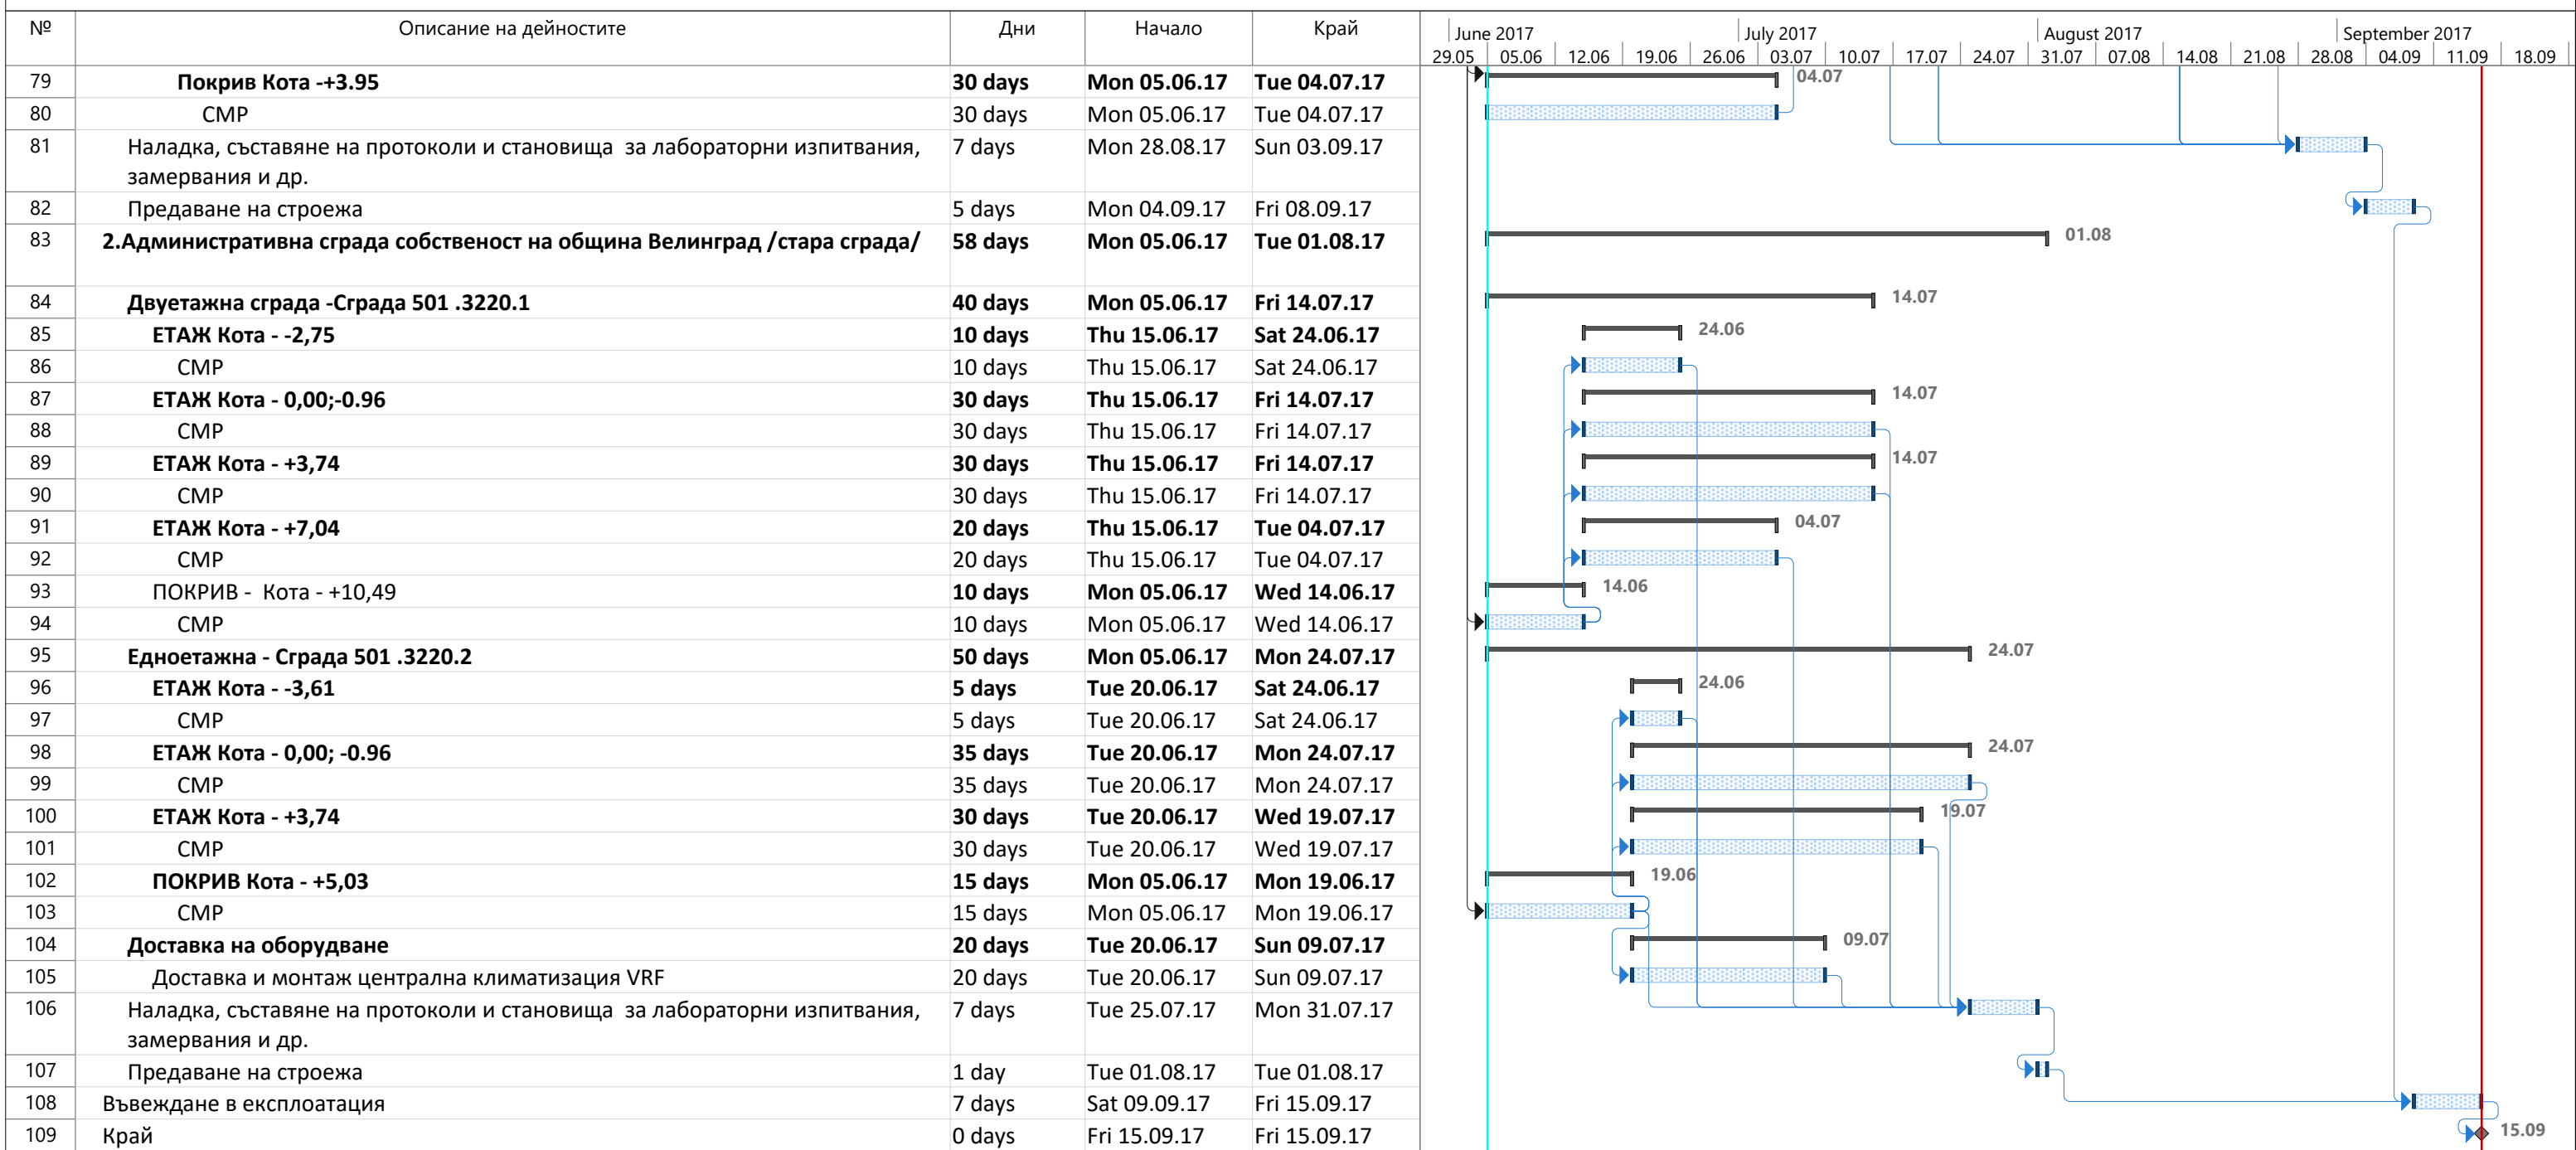 № Описание на дейностите Дни Начало Край
June 2017 July 2017 August 2017 September 2017
29.05 05.06 12.06 19.06 26.06 03.07 10.07 17.07 24.07 31.07 07.08 14.08 21.08 28.08 04.09 11.09 18.09
79 Покрив Кота -+3.95 30 days Mon 05.06.17 Tue 04.07.17 04.07
80 СМР 30 days Mon 05.06.17 Tue 04.07.17
81 Наладка, съставяне на протоколи и становища за лабораторни изпитвания, 7 days Mon 28.08.17 Sun 03.09.17
замервания и др.
82 Предаване на строежа 5 days Mon 04.09.17 Fri 08.09.17
83 2.Административна сграда собственост на община Велинград /стара сграда/ 58 days Mon 05.06.17 Tue 01.08.17 01.08
84 Двуетажна сграда -Сграда 501 .3220.1 40 days Mon 05.06.17 Fri 14.07.17 14.07
85 ЕТАЖ Кота - -2,75 10 days Thu 15.06.17 Sat 24.06.17 24.06
86 СМР 10 days Thu 15.06.17 Sat 24.06.17
87 ЕТАЖ Кота - 0,00;-0.96 30 days Thu 15.06.17 Fri 14.07.17 14.07
88 СМР 30 days Thu 15.06.17 Fri 14.07.17
89 ЕТАЖ Кота - +3,74 30 days Thu 15.06.17 Fri 14.07.17 14.07
90 СМР 30 days Thu 15.06.17 Fri 14.07.17
91 ЕТАЖ Кота - +7,04 20 days Thu 15.06.17 Tue 04.07.17 04.07
92 СМР 20 days Thu 15.06.17 Tue 04.07.17
93 ПОКРИВ - Кота - +10,49 10 days Mon 05.06.17 Wed 14.06.17 14.06
94 СМР 10 days Mon 05.06.17 Wed 14.06.17
95 Едноетажна - Сграда 501 .3220.2 50 days Mon 05.06.17 Mon 24.07.17 24.07
96 ЕТАЖ Кота - -3,61 5 days Tue 20.06.17 Sat 24.06.17 24.06
97 СМР 5 days Tue 20.06.17 Sat 24.06.17
98 ЕТАЖ Кота - 0,00; -0.96 35 days Tue 20.06.17 Mon 24.07.17 24.07
99 СМР 35 days Tue 20.06.17 Mon 24.07.17
100 ЕТАЖ Кота - +3,74 30 days Tue 20.06.17 Wed 19.07.17 19.07
101 СМР 30 days Tue 20.06.17 Wed 19.07.17
102 ПОКРИВ Кота - +5,03 15 days Mon 05.06.17 Mon 19.06.17 19.06
103 СМР 15 days Mon 05.06.17 Mon 19.06.17
104 Доставка на оборудване 20 days Tue 20.06.17 Sun 09.07.17 09.07
105 Доставка и монтаж централна климатизация VRF 20 days Tue 20.06.17 Sun 09.07.17
106 Наладка, съставяне на протоколи и становища за лабораторни изпитвания, 7 days Tue 25.07.17 Mon 31.07.17
замервания и др.
107 Предаване на строежа 1 day Tue 01.08.17 Tue 01.08.17
108 Въвеждане в експлоатация 7 days Sat 09.09.17 Fri 15.09.17
109 Край 0 days Fri 15.09.17 Fri 15.09.17 15.09